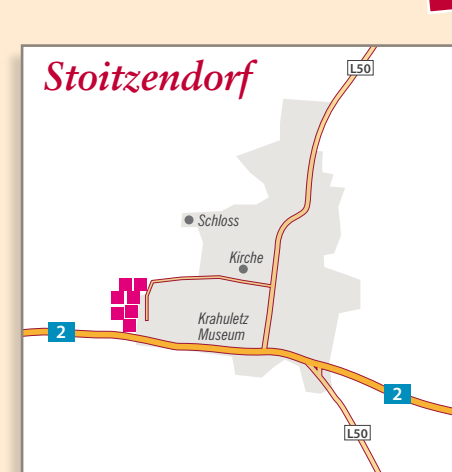 Stoitzendorf
L50
Schloss
Kirche
Krahuletz
Museum
2
2
L50